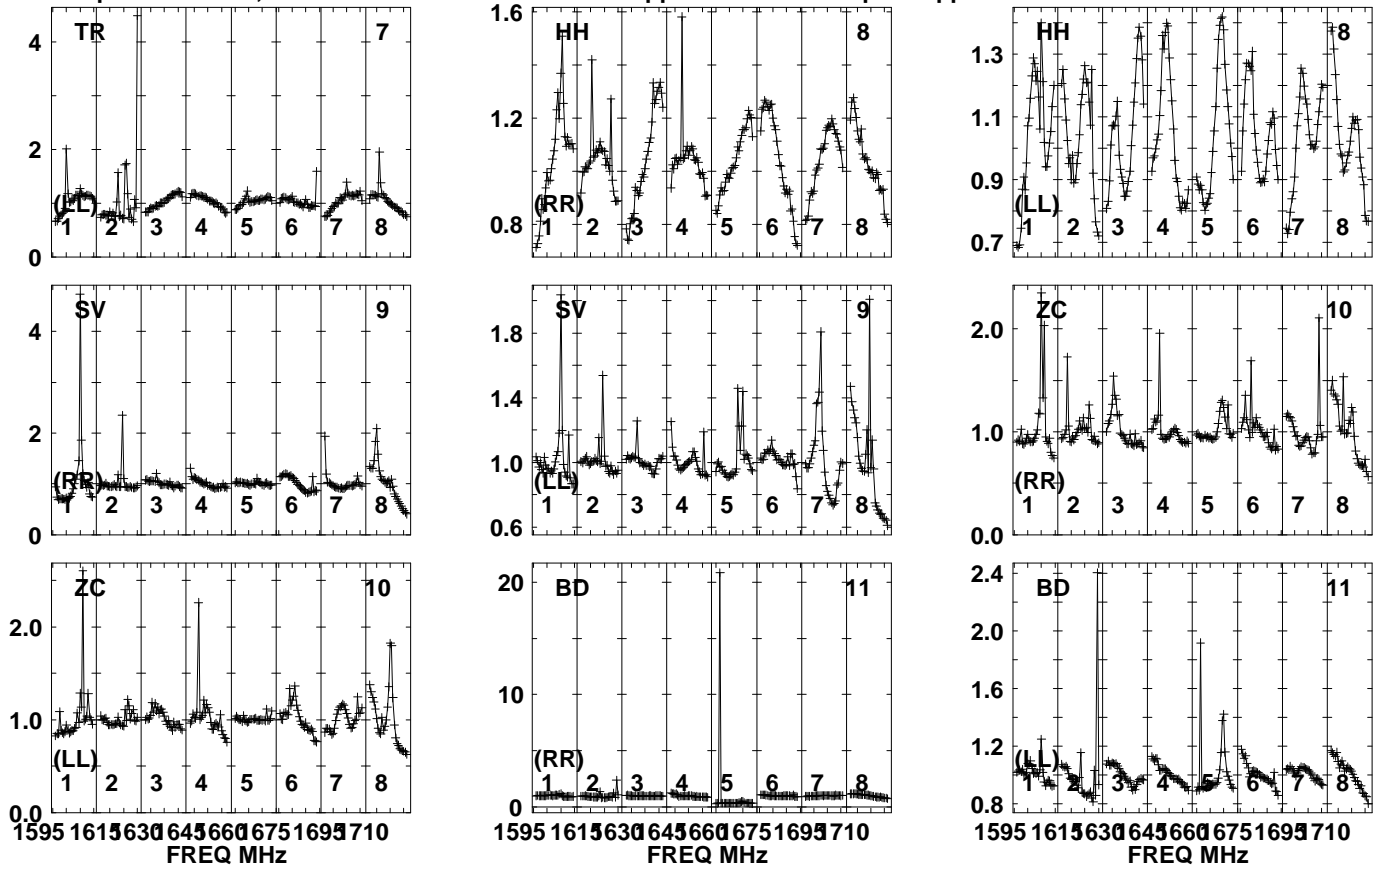 TR 7
4
2
0
(LL)
1 2 3 4 5 6 7 8
HH 8
1.6
1.2
0.8
(RR)
1 2 3 4 5 6 7 8
HH 8
1.3
1.1
0.9
0.7
(LL)
1 2 3 4 5 6 7 8
SV 9
4
2
0
(RR)
1 2 3 4 5 6 7 8
SV 9
1.8
1.4
1.0
0.6
(LL)
1 2 3 4 5 6 7 8
ZC 10
2.0
1.0
0.0
(RR)
1 2 3 4 5 6 7 8
ZC 10
2.0
1.0
0.0
(LL)
1 2 3 4 5 6 7 8
1595 1615 1630 1645 1660 1675 1695 1710
FREQ MHz
BD 11
20
10
0
(RR)
1 2 3 4 5 6 7 8
1595 1615 1630 1645 1660 1675 1695 1710
FREQ MHz
BD 11
2.4
2.0
1.6
1.2
0.8
(LL)
1 2 3 4 5 6 7 8
1595 1615 1630 1645 1660 1675 1695 1710
FREQ MHz